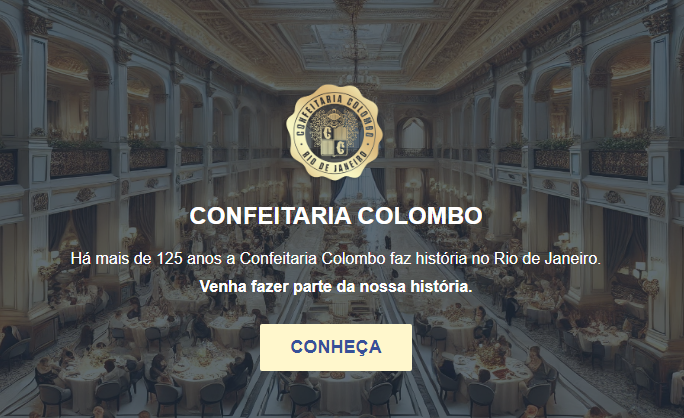 CONFEITARIA COLOMBO
C C
RIO DE JANEIRO
CONFEITARIA COLOMBO
Há mais de 125 anos a Confeitaria Colombo faz história no Rio de Janeiro.
Venha fazer parte da nossa história.
CONHEÇA